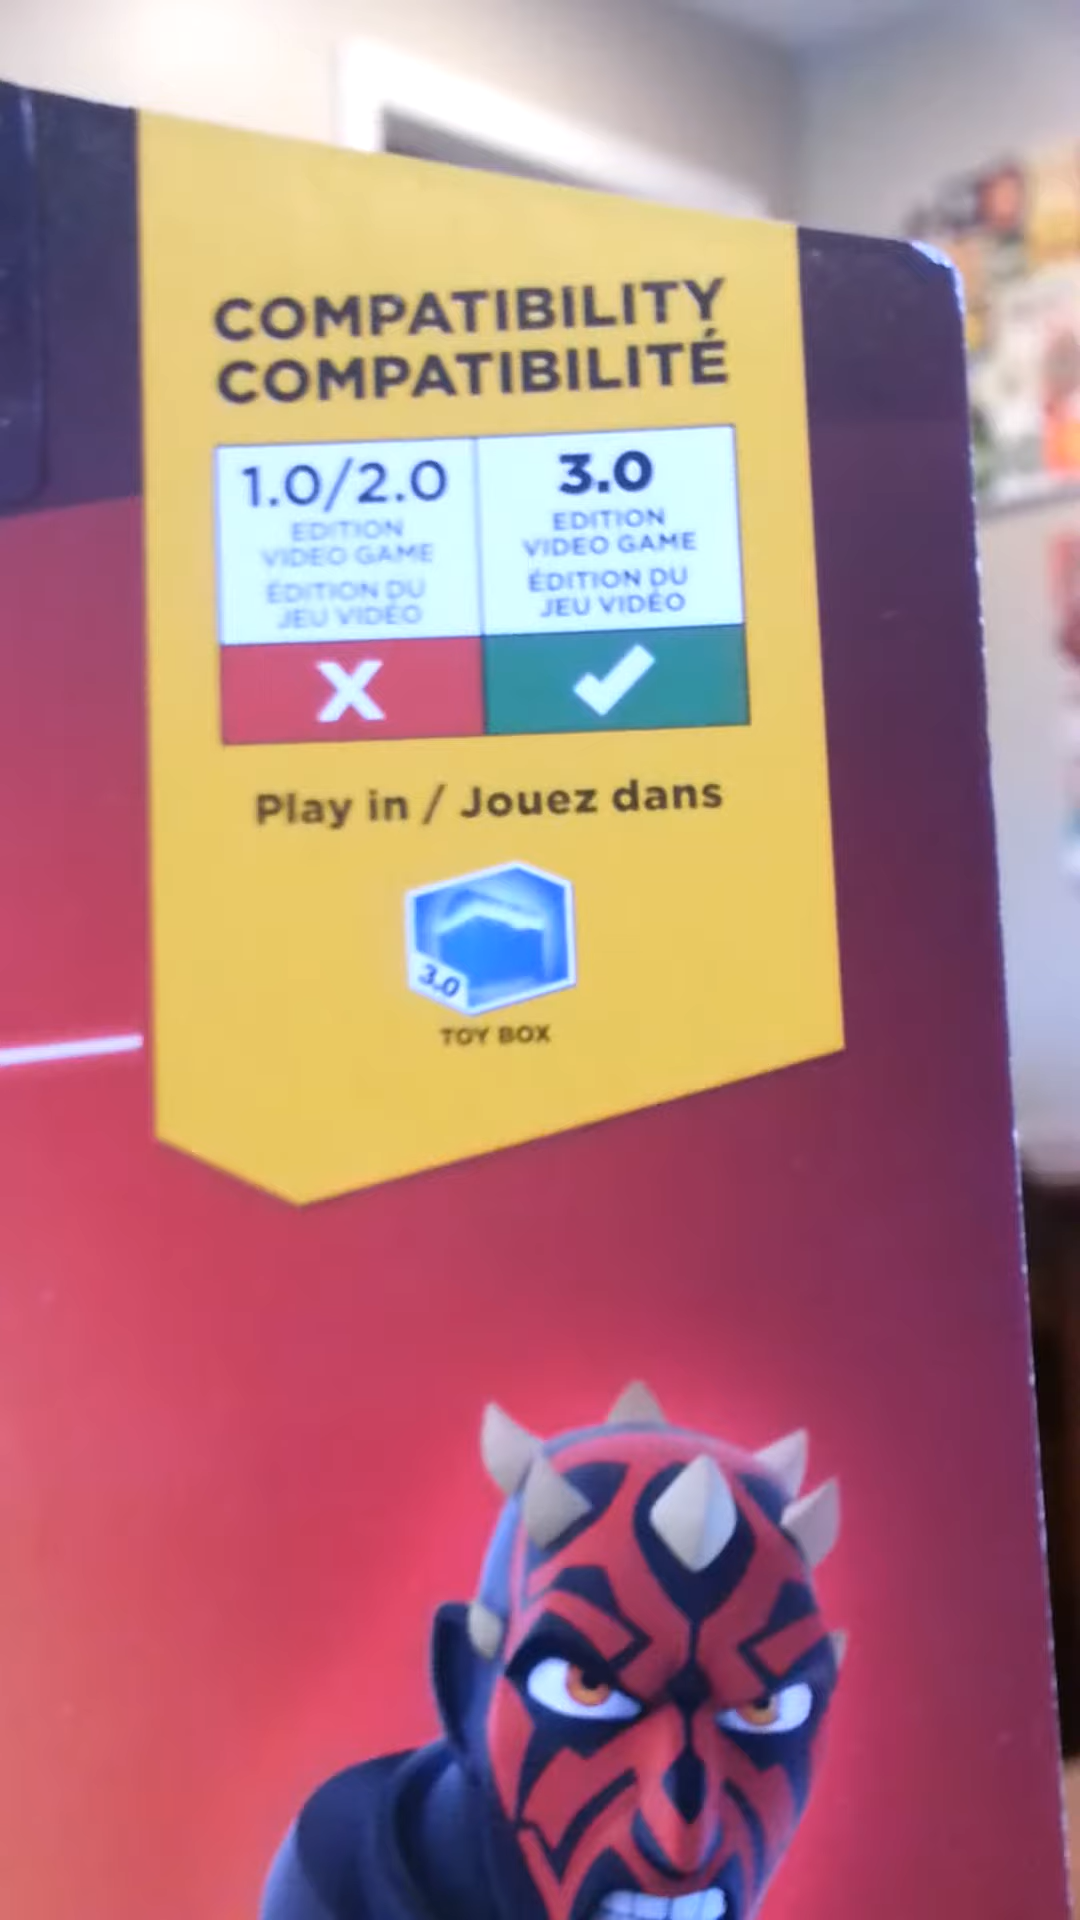 COMPATIBILITY
COMPATIBILITÉ
1.0/2.0
EDITION
VIDEO GAME
ÉDITION DU
JEU VIDÉO
X
3.0
EDITION
VIDEO GAME
ÉDITION DU
JEU VIDÉO
Play in / Jouez dans
3.0
TOY BOX